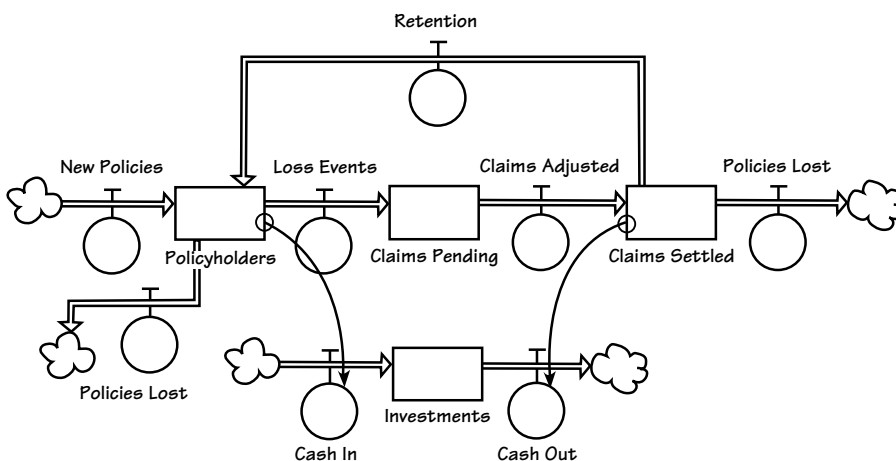 Retention
New Policies
Loss Events
Claims Adjusted
Policies Lost
Policyholders
Claims Pending
Claims Settled
Policies Lost
Investments
Cash In
Cash Out